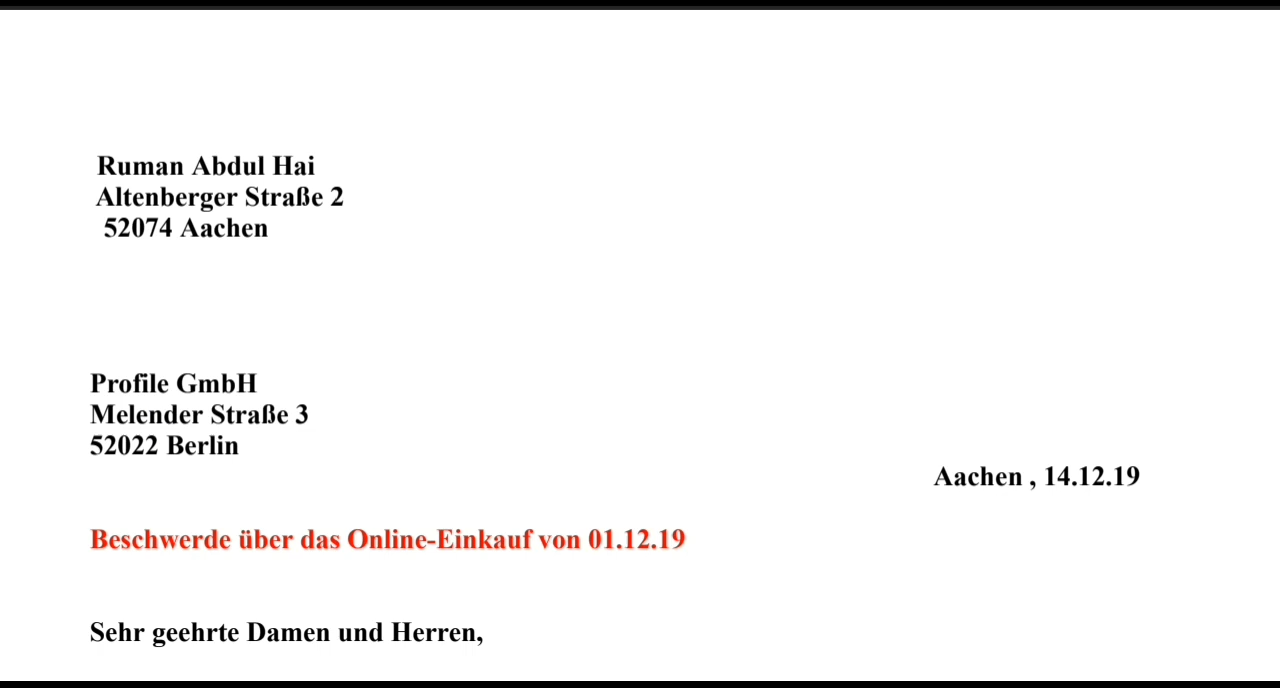 Ruman Abdul Hai
Altenberger Straße 2
52074 Aachen
Profile GmbH
Melender Straße 3
52022 Berlin
Aachen , 14.12.19
Beschwerde über das Online-Einkauf von 01.12.19
Sehr geehrte Damen und Herren,